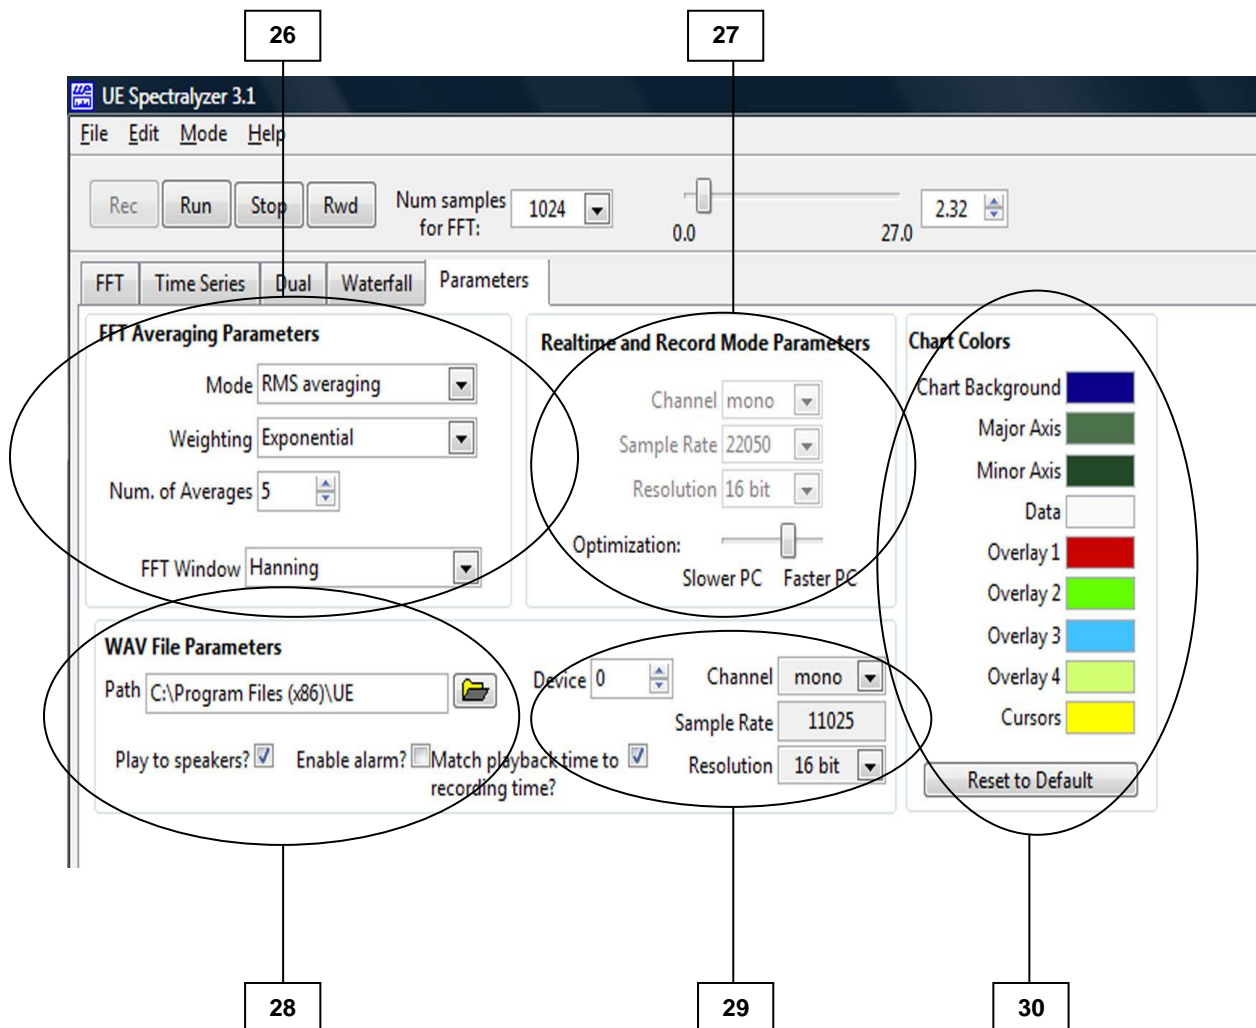 26 27
UE Spectralyzer 3.1
File Edit Mode Help
Rec Run Stop Rwd Num samples for FFT: 1024 0.0 27.0 2.32
FFT Time Series Dual Waterfall Parameters
FFT Averaging Parameters
Mode RMS averaging
Weighting Exponential
Num. of Averages 5
FFT Window Hanning
Realtime and Record Mode Parameters
Channel mono
Sample Rate 22050
Resolution 16 bit
Optimization:
Slower PC Faster PC
Chart Colors
Chart Background
Major Axis
Minor Axis
Data
Overlay 1
Overlay 2
Overlay 3
Overlay 4
Cursors
Reset to Default
WAV File Parameters
Path C:\Program Files (x86)\UE
Play to speakers? Enable alarm? Match playback time to
recording time?
Device 0 Channel mono
Sample Rate 11025
Resolution 16 bit
28 29 30